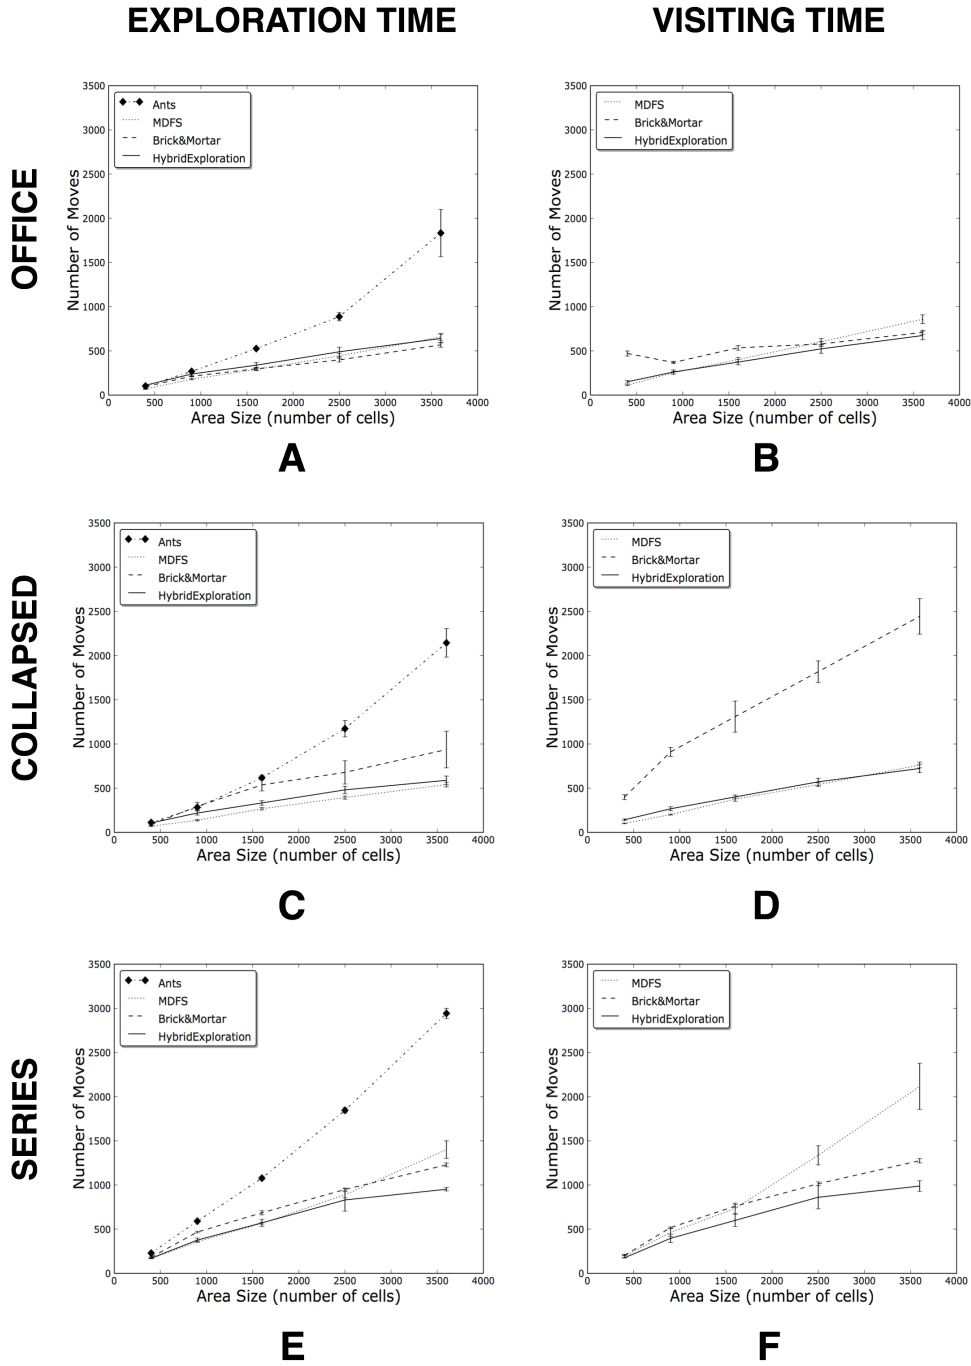 EXPLORATION TIME
VISITING TIME
OFFICE
3500
3000
2500
2000
1500
1000
500
0
Number of Moves
Ants
MDFS
Brick&Mortar
HybridExploration
0 500 1000 1500 2000 2500 3000 3500 4000
Area Size (number of cells)
A
3500
3000
2500
2000
1500
1000
500
0
Number of Moves
MDFS
Brick&Mortar
HybridExploration
0 500 1000 1500 2000 2500 3000 3500 4000
Area Size (number of cells)
B
COLLAPSED
3500
3000
2500
2000
1500
1000
500
0
Number of Moves
Ants
MDFS
Brick&Mortar
HybridExploration
0 500 1000 1500 2000 2500 3000 3500 4000
Area Size (number of cells)
C
3500
3000
2500
2000
1500
1000
500
0
Number of Moves
MDFS
Brick&Mortar
HybridExploration
0 500 1000 1500 2000 2500 3000 3500 4000
Area Size (number of cells)
D
SERIES
3500
3000
2500
2000
1500
1000
500
0
Number of Moves
Ants
MDFS
Brick&Mortar
HybridExploration
0 500 1000 1500 2000 2500 3000 3500 4000
Area Size (number of cells)
E
3500
3000
2500
2000
1500
1000
500
0
Number of Moves
MDFS
Brick&Mortar
HybridExploration
0 500 1000 1500 2000 2500 3000 3500 4000
Area Size (number of cells)
F